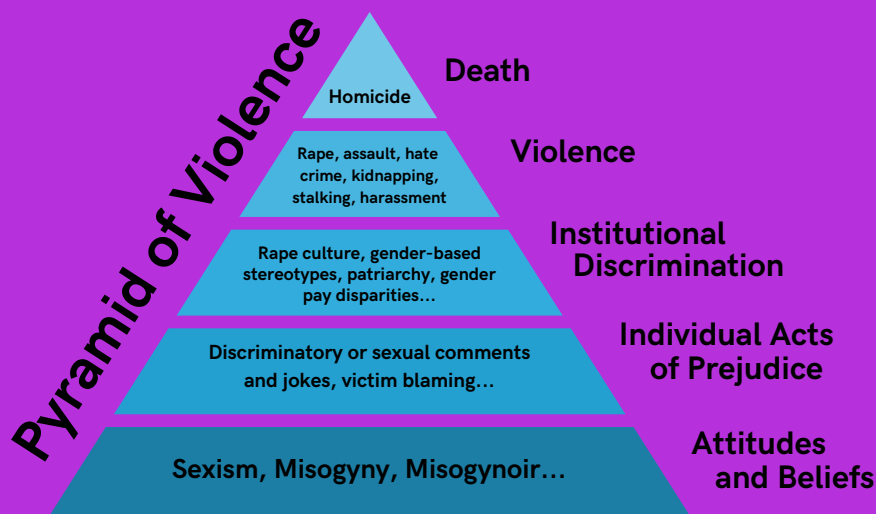 Pyramid of Violence
Homicide
Death
Rape, assault, hate
crime, kidnapping,
stalking, harassment
Violence
Rape culture, gender-based
stereotypes, patriarchy, gender
pay disparities...
Institutional
Discrimination
Discriminatory or sexual comments
and jokes, victim blaming...
Individual Acts
of Prejudice
Sexism, Misogyny, Misogynoir...
Attitudes
and Beliefs